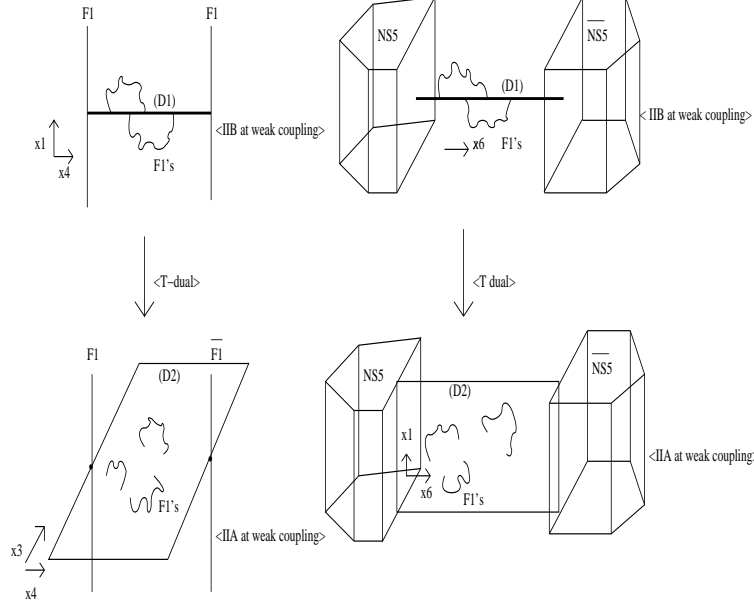 F1
F1
(D1)
x1
x4
F1's
<IIB at weak coupling>
NS5
NS5
(D1)
x6
F1's
<IIB at weak coupling>
<T-dual>
<T dual>
F1
F1
(D2)
F1's
x3
x4
<IIA at weak coupling>
NS5
NS5
(D2)
x1
x6
F1's
<IIA at weak coupling>